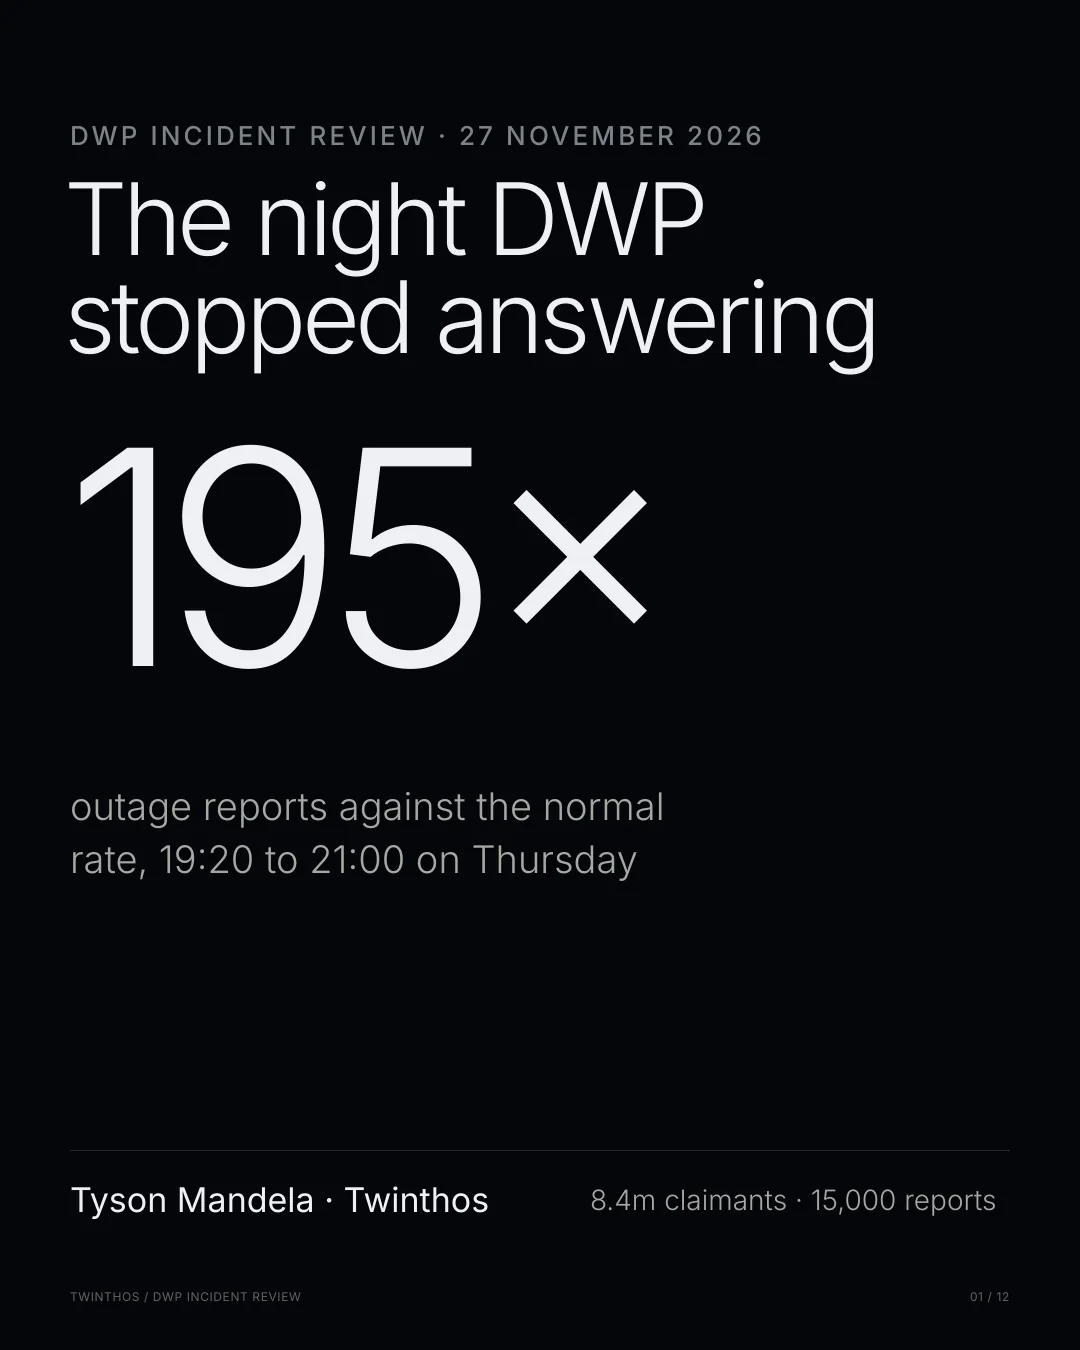 DWP INCIDENT REVIEW · 27 NOVEMBER 2026
The night DWP
stopped answering
195×
outage reports against the normal
rate, 19:20 to 21:00 on Thursday
Tyson Mandela · Twinthos
8.4m claimants · 15,000 reports
TWINTHOS / DWP INCIDENT REVIEW
01 / 12